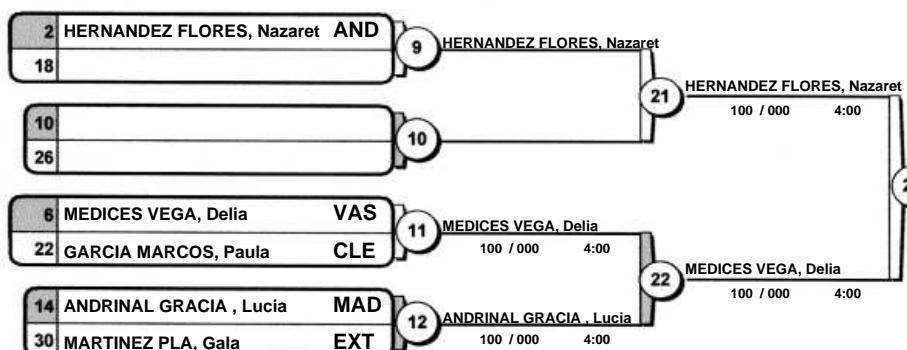 2 HERNANDEZ FLORES, Nazaret AND
9 HERNANDEZ FLORES, Nazaret
18
21 HERNANDEZ FLORES, Nazaret
100 / 000 4:00
10
10
26
6 MEDICES VEGA, Delia VAS
11 MEDICES VEGA, Delia
100 / 000 4:00
22 GARCIA MARCOS, Paula CLE
22 MEDICES VEGA, Delia
100 / 000 4:00
14 ANDRINAL GRACIA , Lucia MAD
12 ANDRINAL GRACIA , Lucia
100 / 000 4:00
30 MARTINEZ PLA, Gala EXT